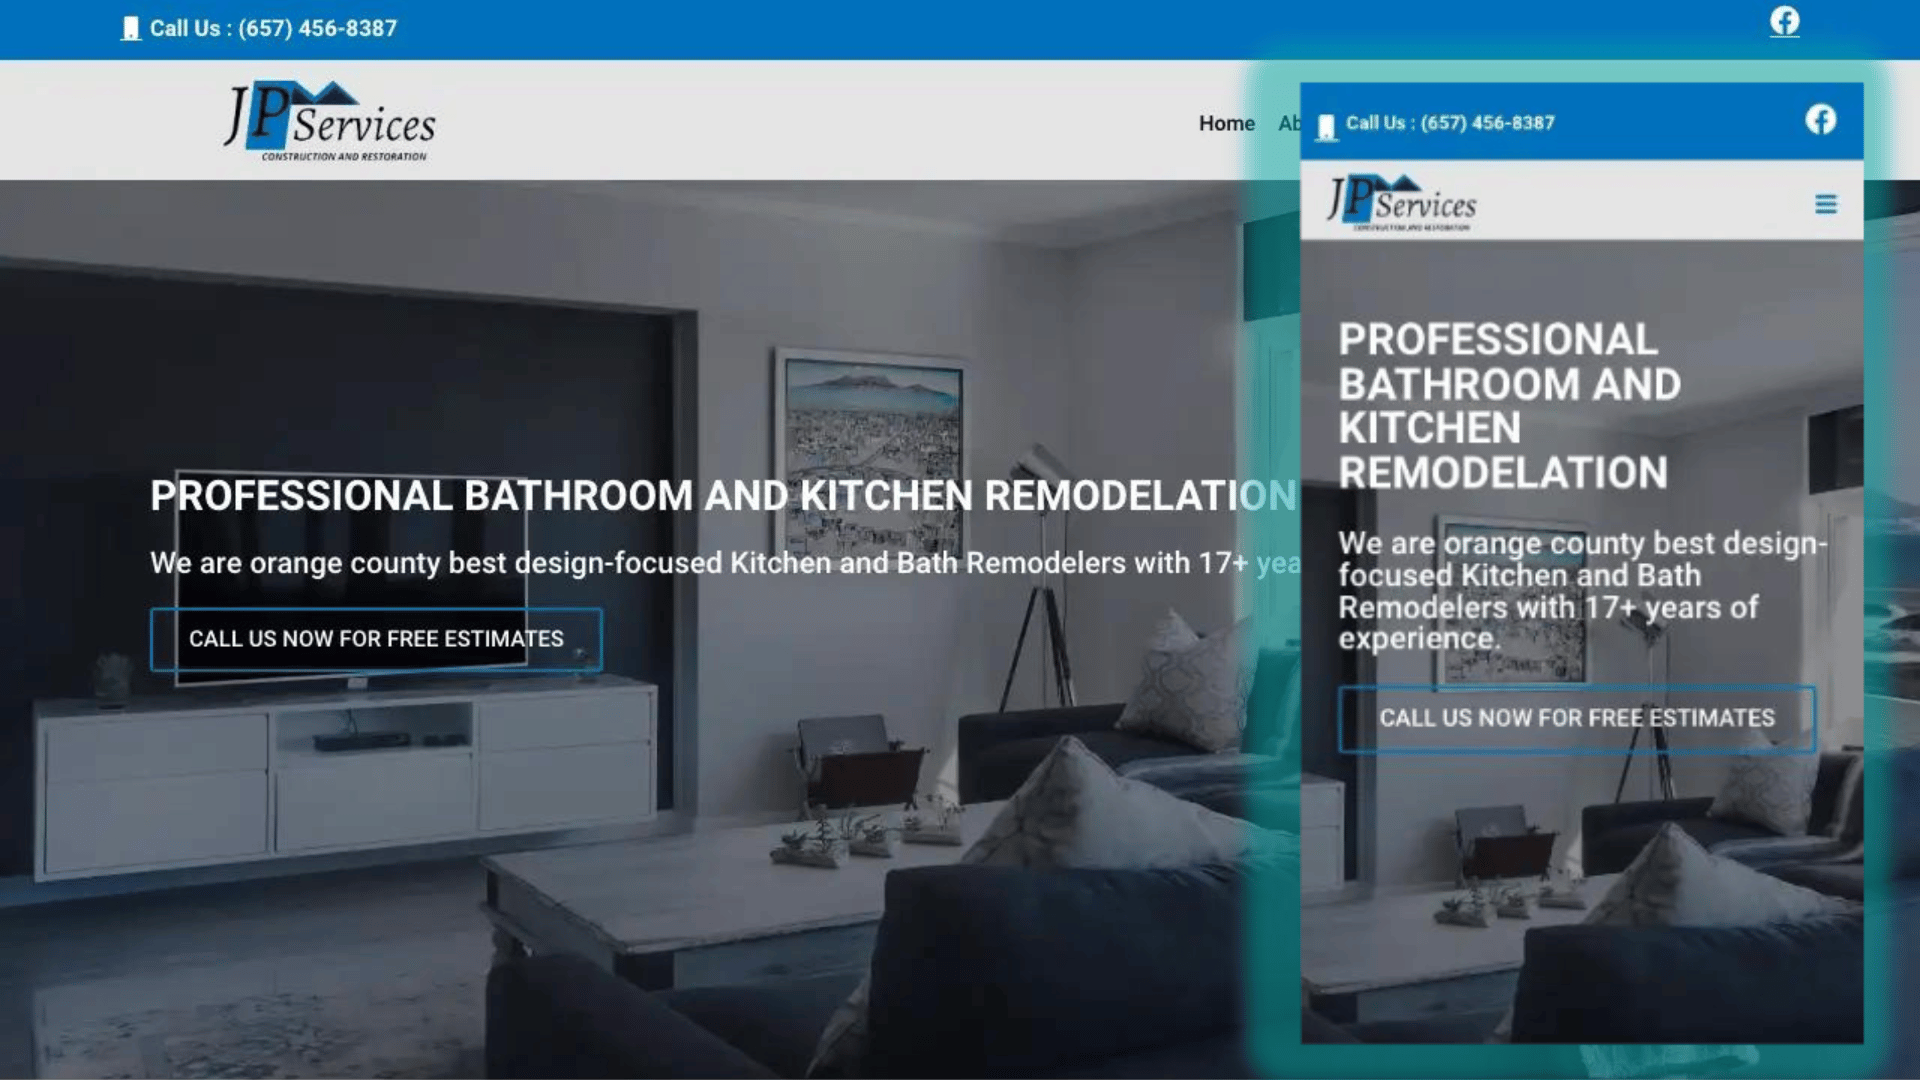 Call Us : (657) 456-8387
JP Services
CONSTRUCTION AND RESTORATION
Home Ab
PROFESSIONAL BATHROOM AND KITCHEN REMODELATION
We are orange county best design-focused Kitchen and Bath Remodelers with 17+ yea
CALL US NOW FOR FREE ESTIMATES
Call Us : (657) 456-8387
JP Services
CONSTRUCTION AND RESTORATION
PROFESSIONAL
BATHROOM AND
KITCHEN
REMODELATION
We are orange county best design-
focused Kitchen and Bath
Remodelers with 17+ years of
experience.
CALL US NOW FOR FREE ESTIMATES